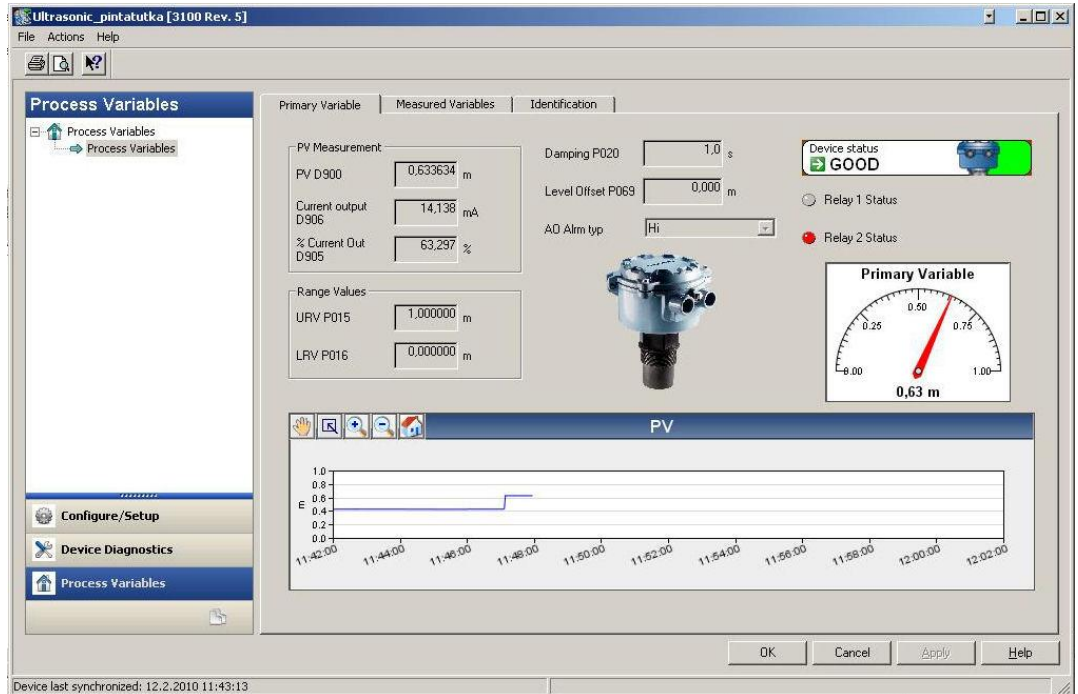 Ultrasonic_pintatutka [3100 Rev. 5]
File Actions Help
Process Variables
Process Variables
Process Variables
Primary Variable Measured Variables Identification
PV Measurement
PV D900 0,633634 m
Current output D906 14,138 mA
% Current Out D905 63,297 %
Range Values
URV P015 1,000000 m
LRV P016 0,000000 m
Damping P020 1,0 s
Level Offset P069 0,000 m
AO Alrm typ Hi
Device status
GOOD
Relay 1 Status
Relay 2 Status
Primary Variable
0.00 0.25 0.50 0.75 1.00
0,63 m
PV
m
1.0
0.8
0.6
0.4
0.2
0.0
11:42:00 11:44:00 11:46:00 11:48:00 11:50:00 11:52:00 11:54:00 11:56:00 11:58:00 12:00:00 12:02:00
Configure/Setup
Device Diagnostics
Process Variables
OK Cancel Apply Help
Device last synchronized: 12.2.2010 11:43:13